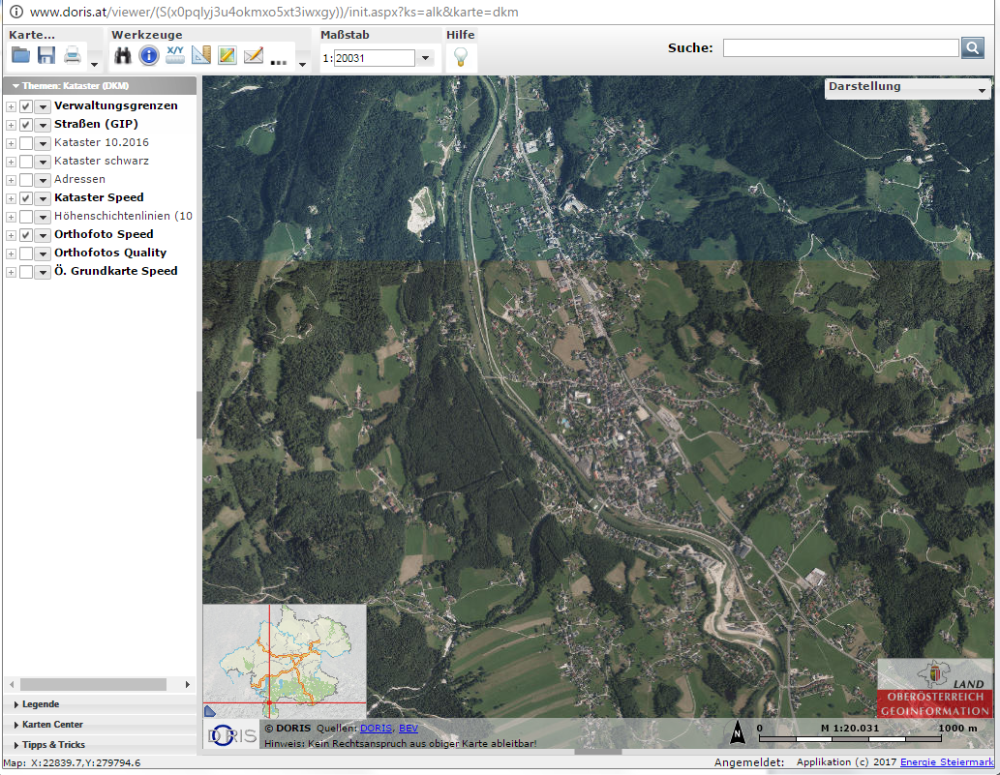 www.doris.at/viewer/(S(x0pqlyj3u4okmxo5xt3iwxgy))/init.aspx?ks=alk&karte=dkm
Karte... Werkzeuge Maßstab Hilfe
X/Y 1: 20031 Suche:
Themen: Kataster (DKM) Darstellung
Verwaltungsgrenzen
Straßen (GIP)
Kataster 10.2016
Kataster schwarz
Adressen
Kataster Speed
Höhenschichtenlinien (10
Orthofoto Speed
Orthofotos Quality
Ö. Grundkarte Speed
Legende
Karten Center
Tipps & Tricks
LAND
OBERÖSTERREICH
GEOINFORMATION
DORIS © DORIS Quellen: DORIS, BEV
Hinweis: Kein Rechtsanspruch aus obiger Karte ableitbar!
N 0 M 1:20.031 1000 m
Map: X:22839.7,Y:279794.6 Angemeldet: Applikation (c) 2017 Energie Steiermark